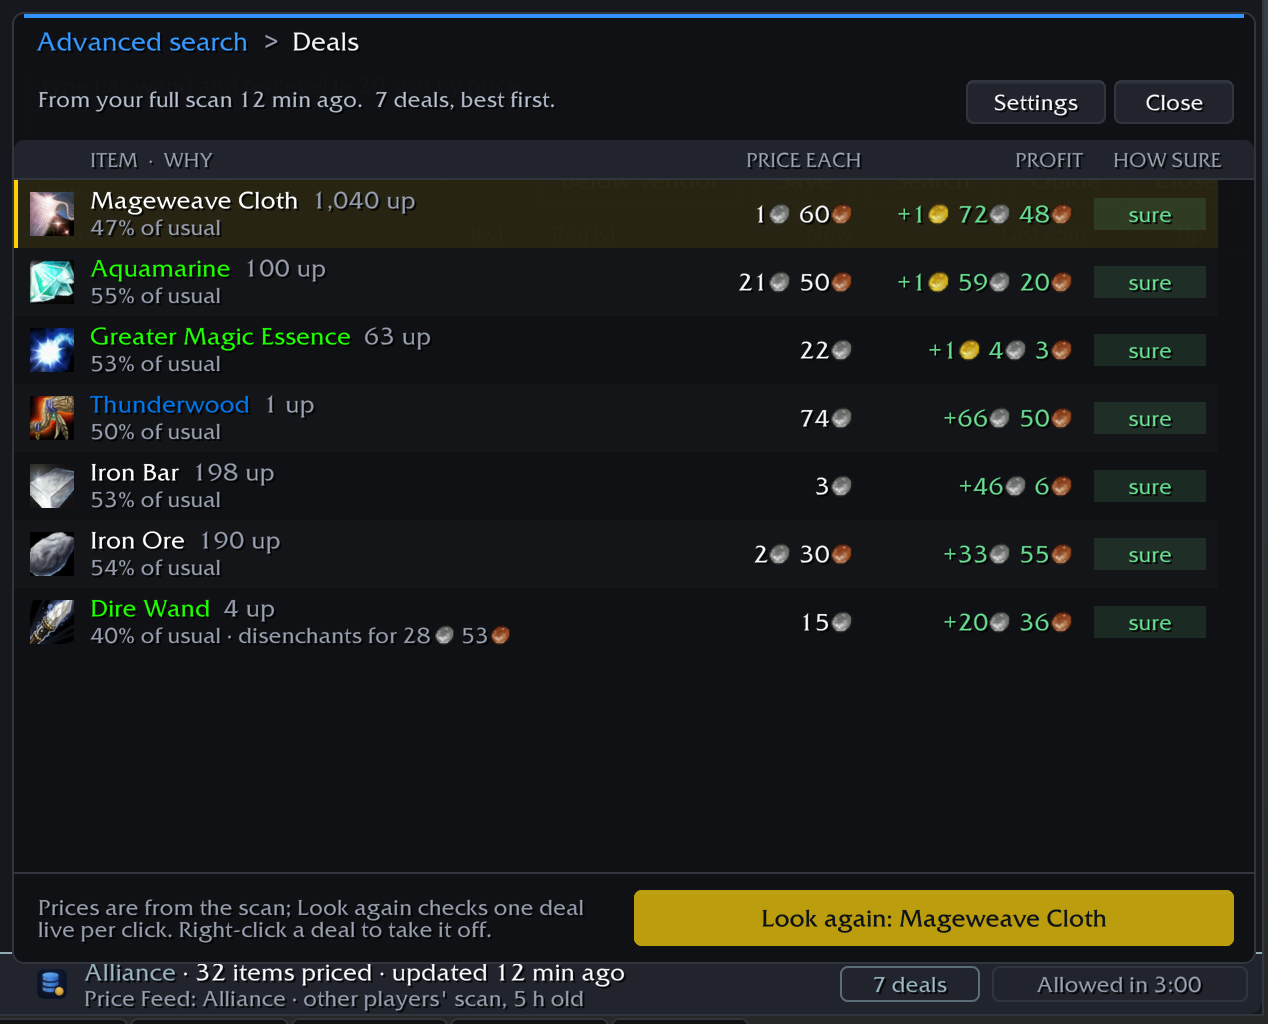 Advanced search > Deals
From your full scan 12 min ago. 7 deals, best first.
Settings
Close
ITEM · WHY
PRICE EACH
PROFIT
HOW SURE
Mageweave Cloth 1,040 up
47% of usual
1 60
+1 72 48
sure
Aquamarine 100 up
55% of usual
21 50
+1 59 20
sure
Greater Magic Essence 63 up
53% of usual
22
+1 4 3
sure
Thunderwood 1 up
50% of usual
74
+66 50
sure
Iron Bar 198 up
53% of usual
3
+46 6
sure
Iron Ore 190 up
54% of usual
2 30
+33 55
sure
Dire Wand 4 up
40% of usual · disenchants for 28 53
15
+20 36
sure
Prices are from the scan; Look again checks one deal
live per click. Right-click a deal to take it off.
Look again: Mageweave Cloth
Alliance · 32 items priced · updated 12 min ago
Price Feed: Alliance · other players' scan, 5 h old
7 deals
Allowed in 3:00